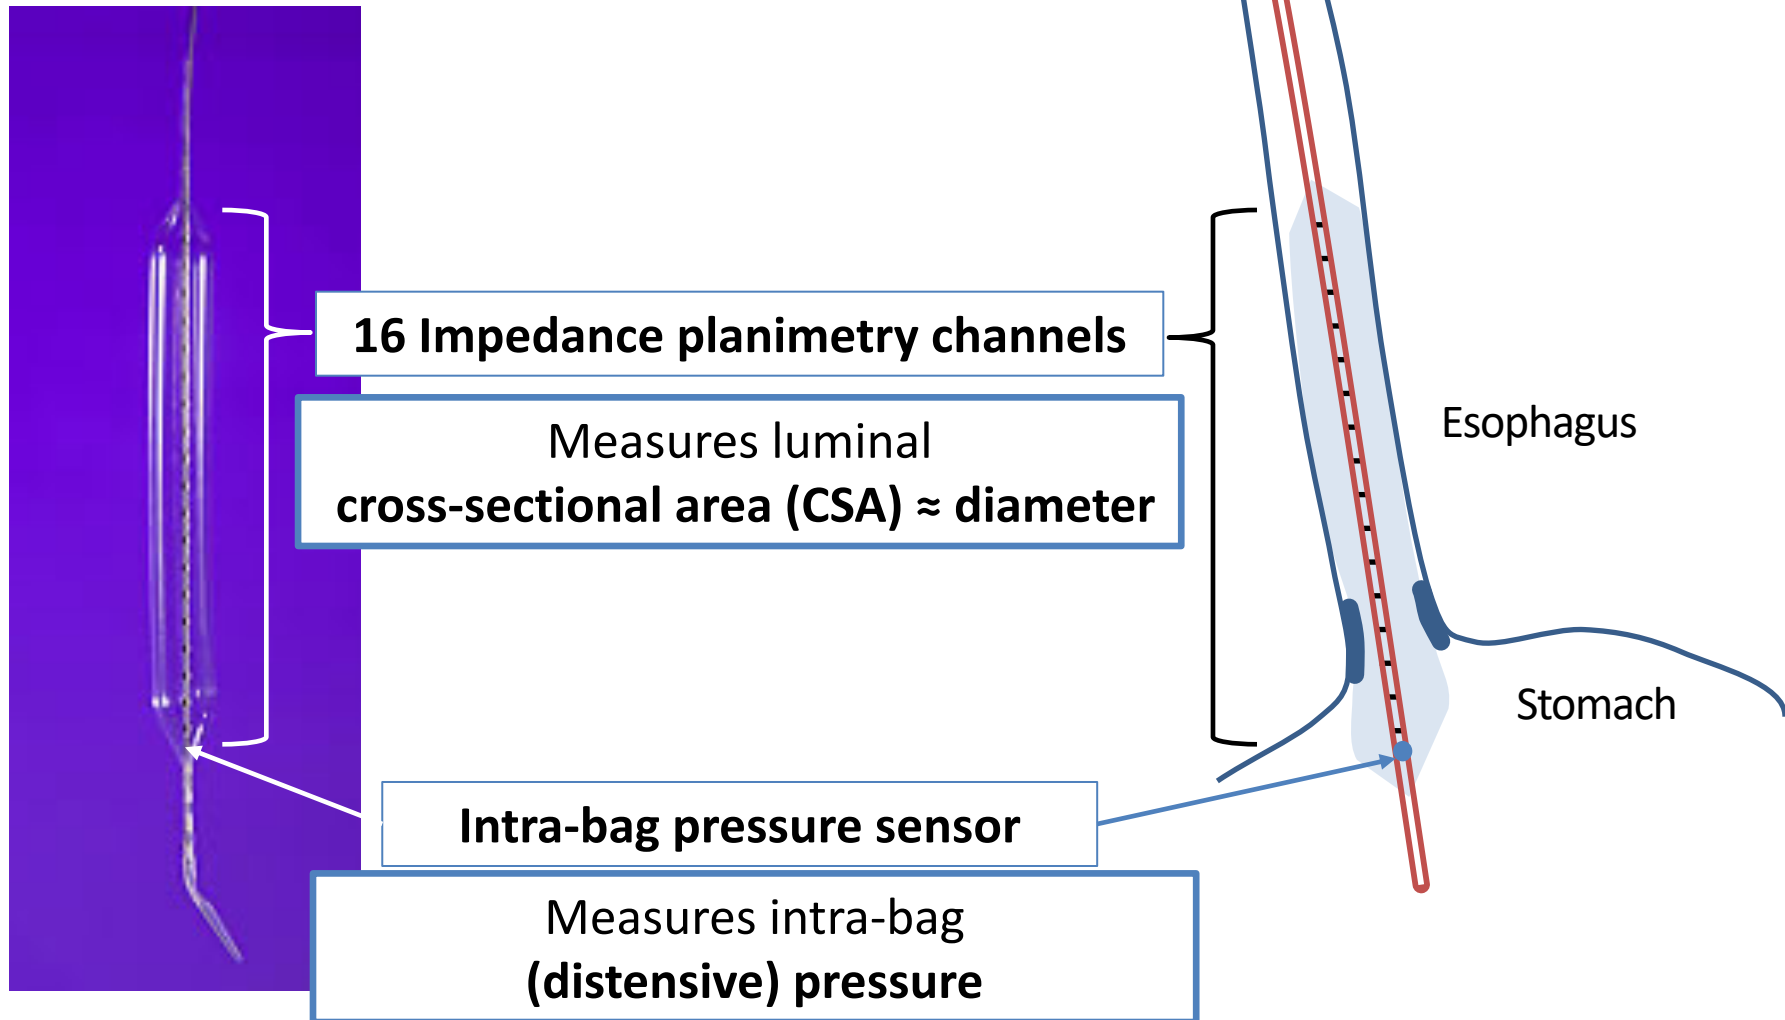 16 Impedance planimetry channels
Measures luminal
cross-sectional area (CSA) ≈ diameter
Esophagus
Stomach
Intra-bag pressure sensor
Measures intra-bag
(distensive) pressure